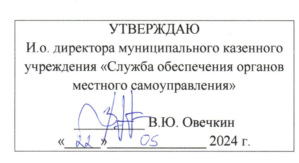 УТВЕРЖДАЮ
И.о. директора муниципального казенного
учреждения «Служба обеспечения органов
местного самоуправления»
В.Ю. Овечкин
«22» 05 2024 г.